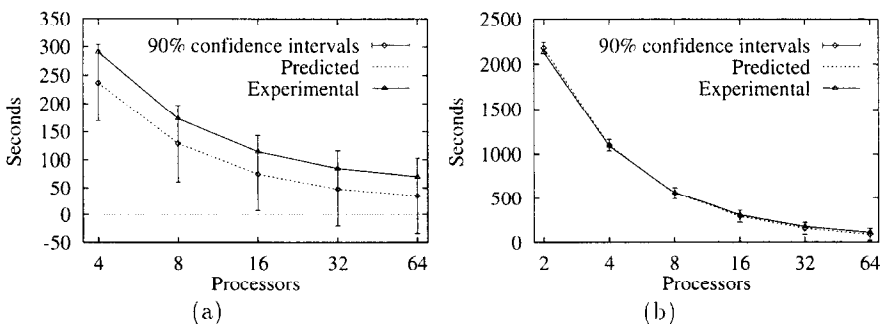 350
300
250
200
150
100
50
0
-50
Seconds
90% confidence intervals
Predicted
Experimental
4 8 16 32 64
Processors
(a)
2500
2000
1500
1000
500
0
Seconds
90% confidence intervals
Predicted
Experimental
2 4 8 16 32 64
Processors
(b)